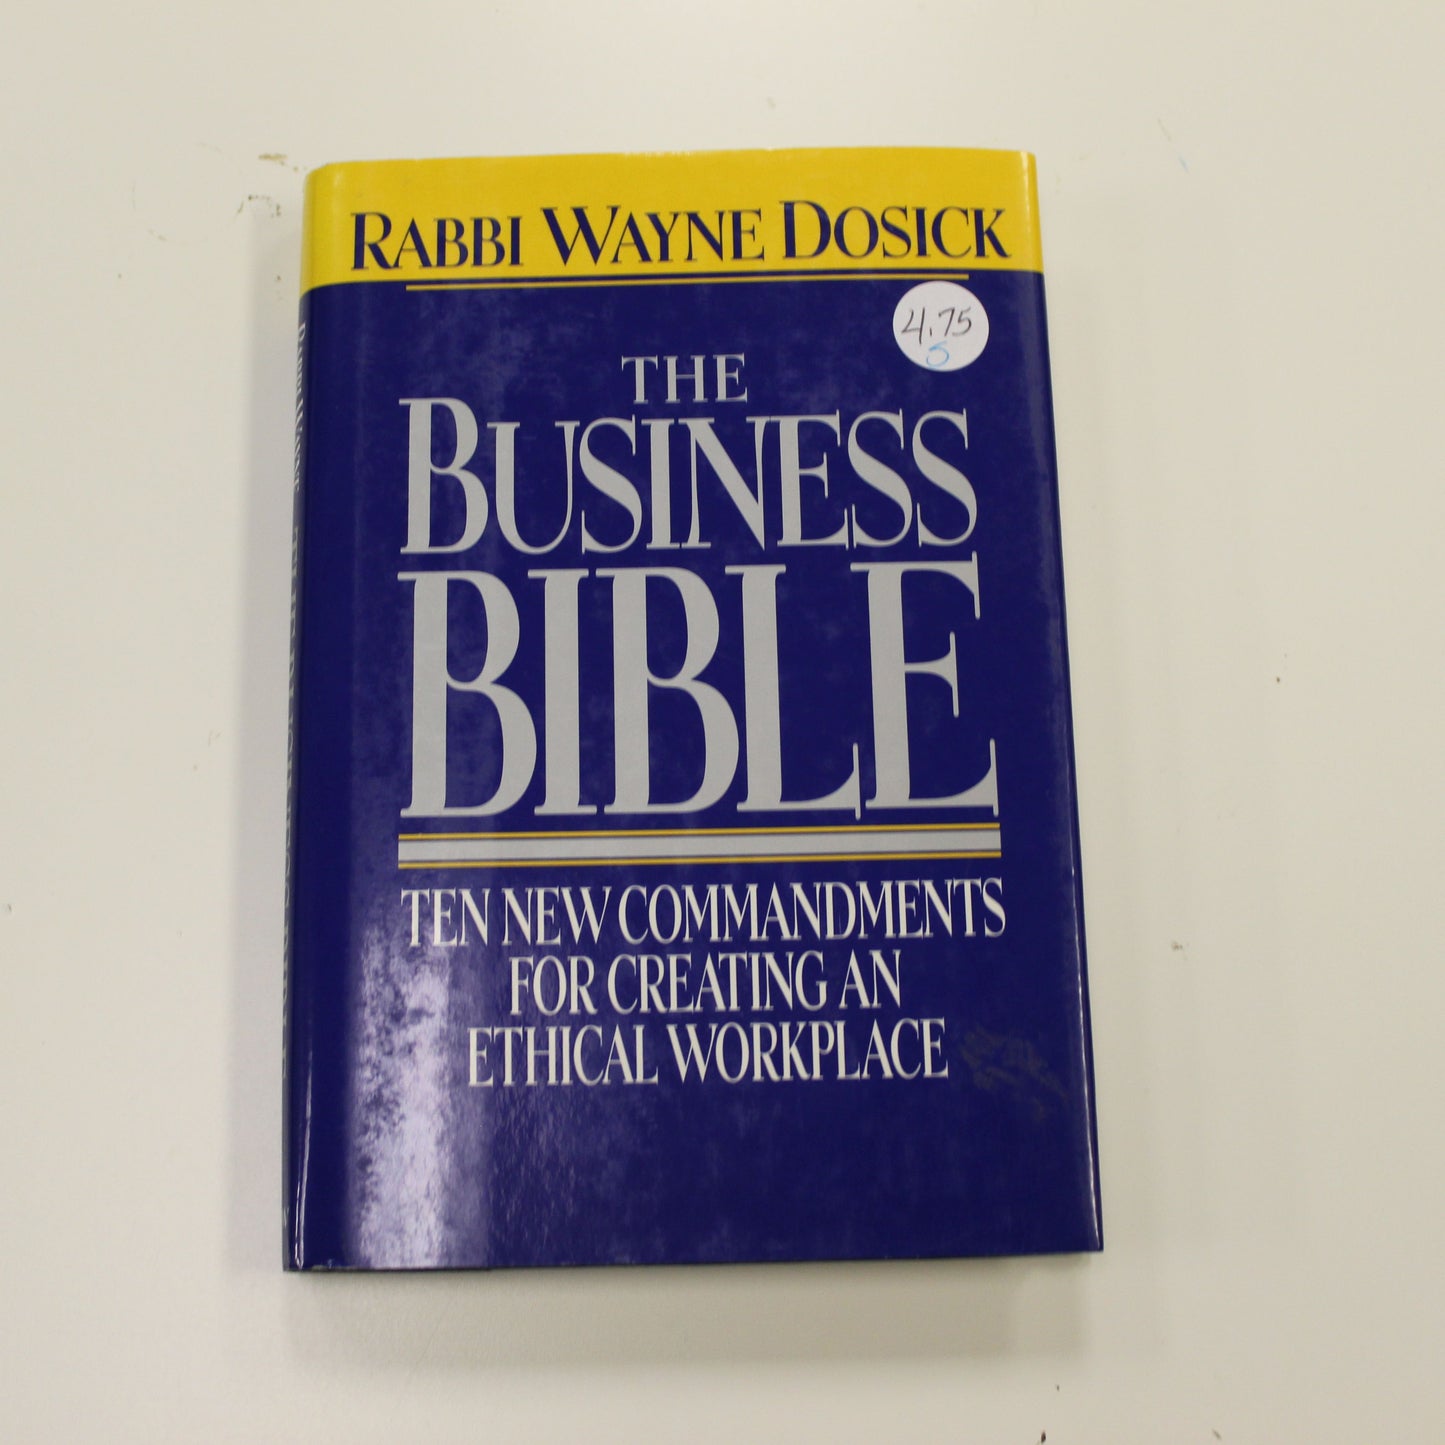 RABBI WAYNE DOSICK
4.75
S
THE
BUSINESS
BIBLE
TEN NEW COMMANDMENTS
FOR CREATING AN
ETHICAL WORKPLACE